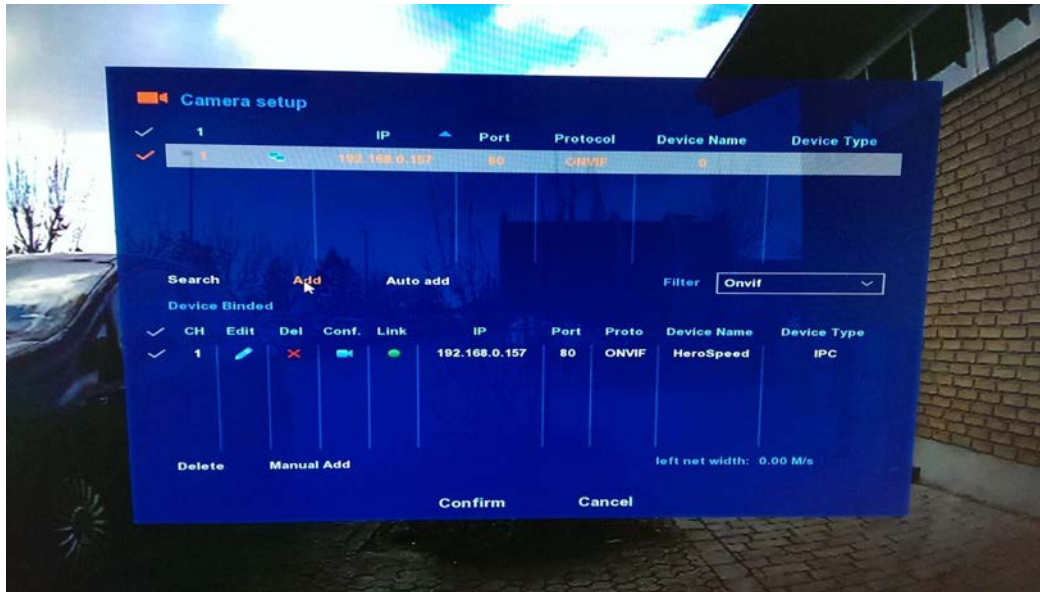 Camera setup
1 IP Port Protocol Device Name Device Type
1 192.168.0.157 80 ONVIF 0
Search Add Auto add Filter Onvif
Device Binded
CH Edit Del Conf. Link IP Port Proto Device Name Device Type
1 192.168.0.157 80 ONVIF HeroSpeed IPC
Delete Manual Add left net width: 0.00 M/s
Confirm Cancel